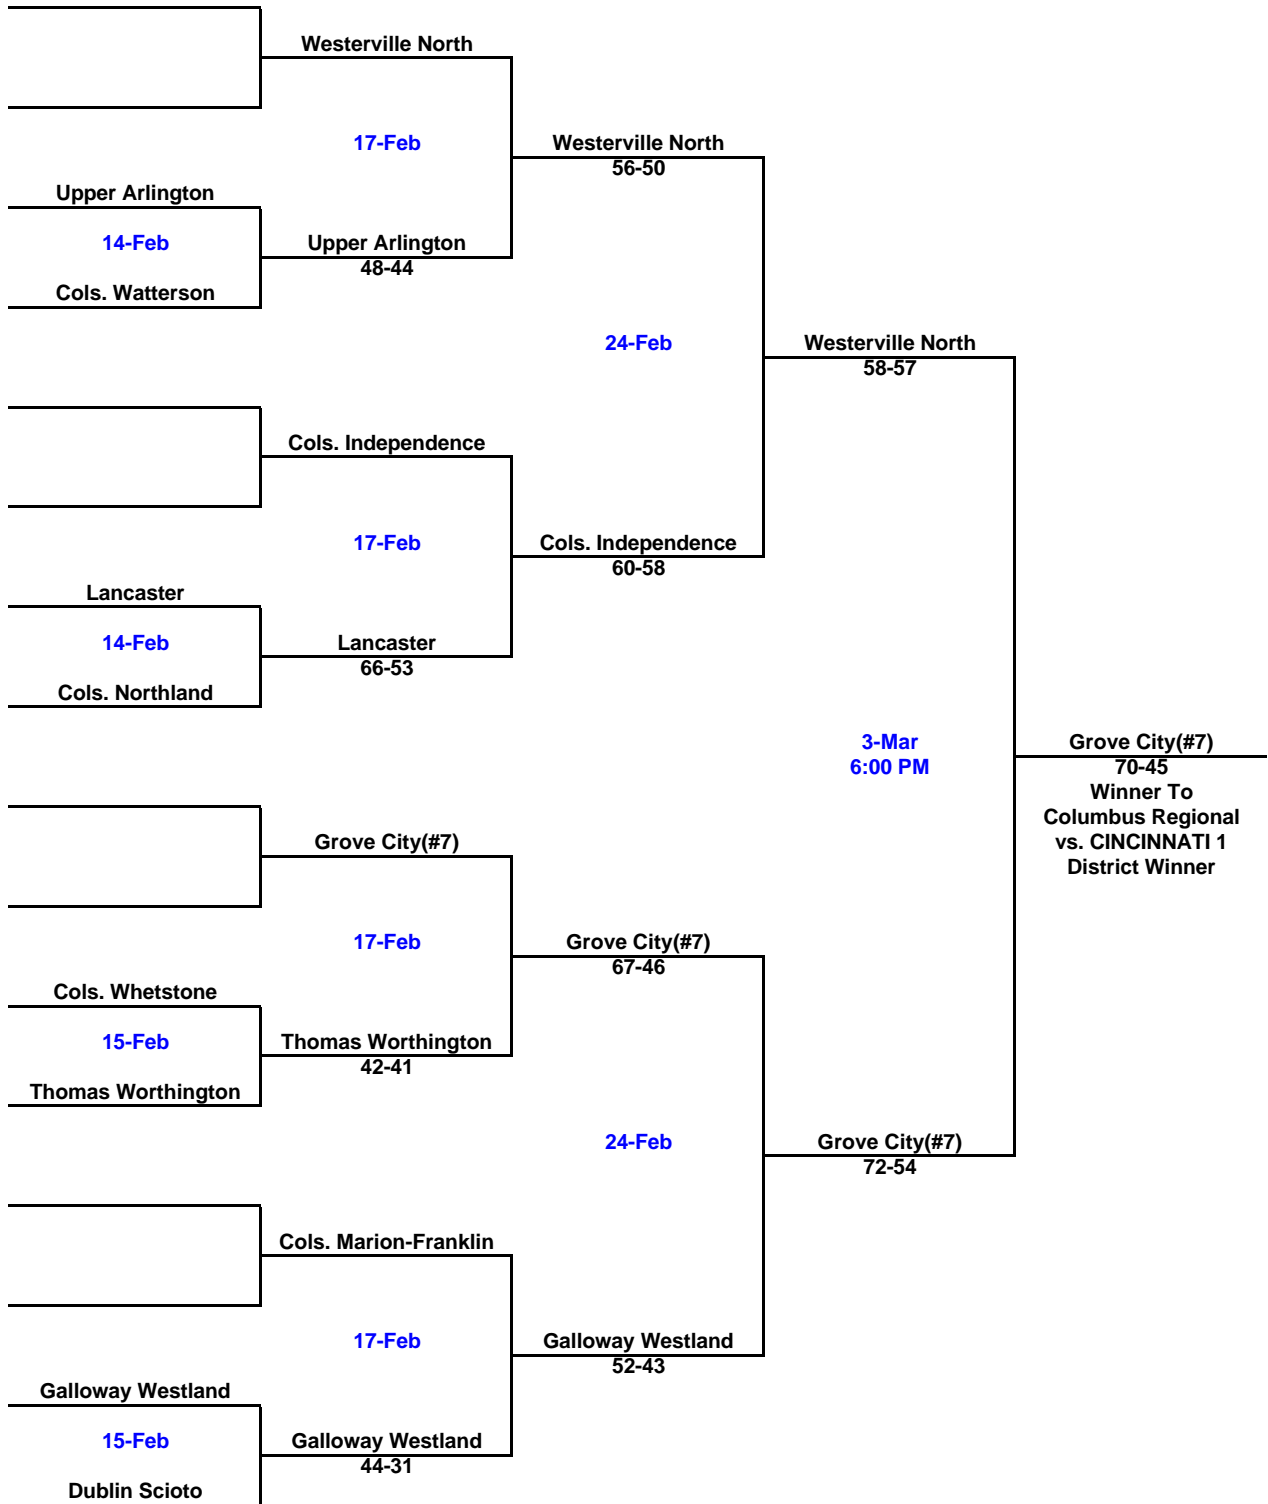 Westerville North
17-Feb
Westerville North
56-50
Upper Arlington
14-Feb
Upper Arlington
48-44
Cols. Watterson
24-Feb
Westerville North
58-57
Cols. Independence
17-Feb
Cols. Independence
60-58
Lancaster
14-Feb
Lancaster
66-53
Cols. Northland
3-Mar
6:00 PM
Grove City(#7)
70-45
Winner To
Columbus Regional
vs. CINCINNATI 1
District Winner
Grove City(#7)
17-Feb
Grove City(#7)
67-46
Cols. Whetstone
15-Feb
Thomas Worthington
42-41
Thomas Worthington
24-Feb
Grove City(#7)
72-54
Cols. Marion-Franklin
17-Feb
Galloway Westland
52-43
Galloway Westland
15-Feb
Galloway Westland
44-31
Dublin Scioto